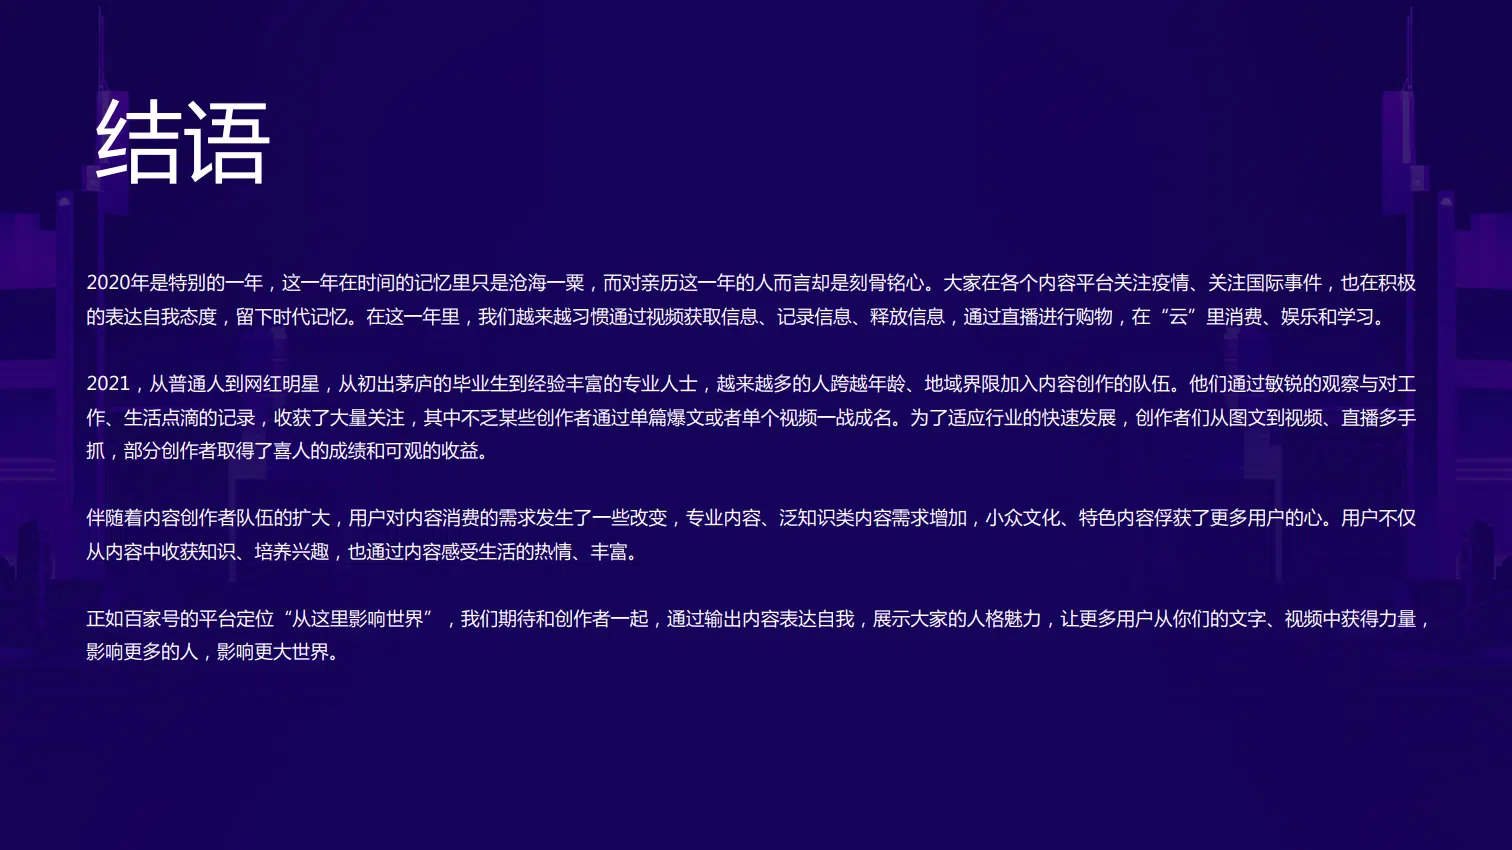 结语
2020年是特别的一年，这一年在时间的记忆里只是沧海一粟，而对亲历这一年的人而言却是刻骨铭心。大家在各个内容平台关注疫情、关注国际事件，也在积极
的表达自我态度，留下时代记忆。在这一年里，我们越来越习惯通过视频获取信息、记录信息、释放信息，通过直播进行购物，在“云”里消费、娱乐和学习。
2021，从普通人到网红明星，从初出茅庐的毕业生到经验丰富的专业人士，越来越多的人跨越年龄、地域界限加入内容创作的队伍。他们通过敏锐的观察与对工
作、生活点滴的记录，收获了大量关注，其中不乏某些创作者通过单篇爆文或者单个视频一战成名。为了适应行业的快速发展，创作者们从图文到视频、直播多手
抓，部分创作者取得了喜人的成绩和可观的收益。
伴随着内容创作者队伍的扩大，用户对内容消费的需求发生了一些改变，专业内容、泛知识类内容需求增加，小众文化、特色内容俘获了更多用户的心。用户不仅
从内容中收获知识、培养兴趣，也通过内容感受生活的热情、丰富。
正如百家号的平台定位“从这里影响世界”，我们期待和创作者一起，通过输出内容表达自我，展示大家的人格魅力，让更多用户从你们的文字、视频中获得力量，
影响更多的人，影响更大世界。